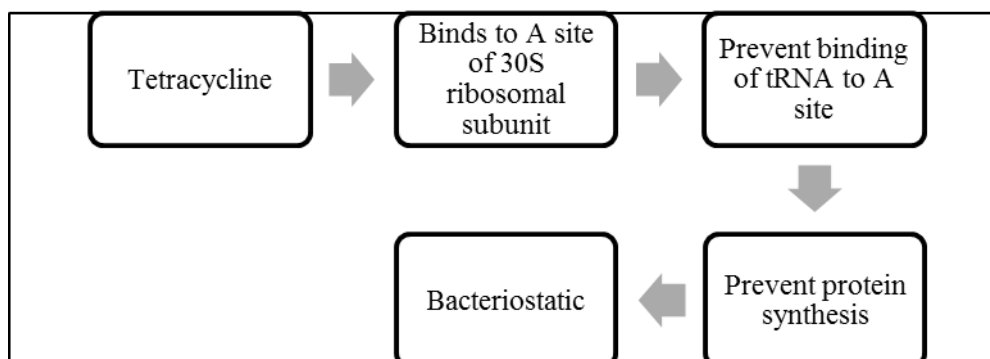 Tetracycline
Binds to A site
of 30S
ribosomal
subunit
Prevent binding
of tRNA to A
site
Prevent protein
synthesis
Bacteriostatic